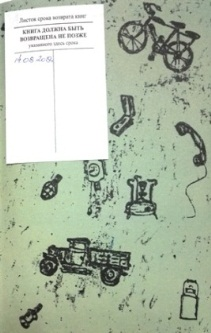 Листок срока возврата книг
КНИГА ДОЛЖНА БЫТЬ
ВОЗВРАЩЕНА НЕ ПОЗЖЕ
указанного здесь срока